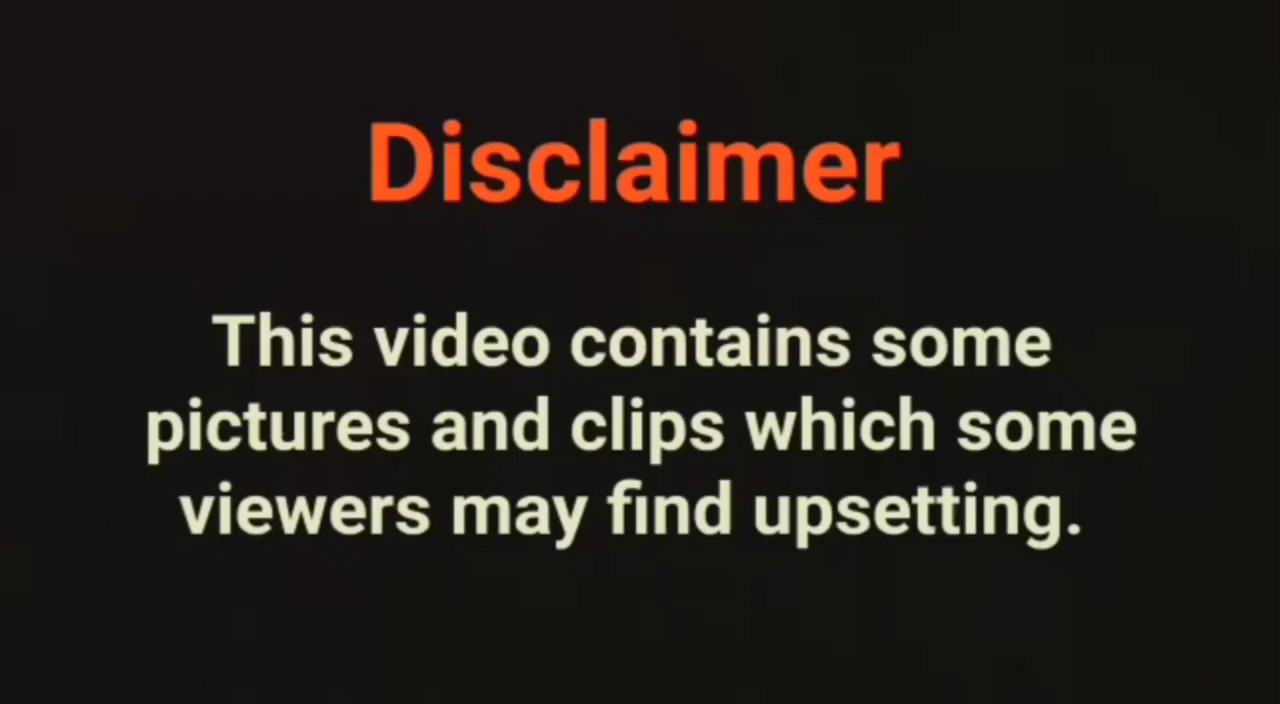 Disclaimer
This video contains some
pictures and clips which some
viewers may find upsetting.